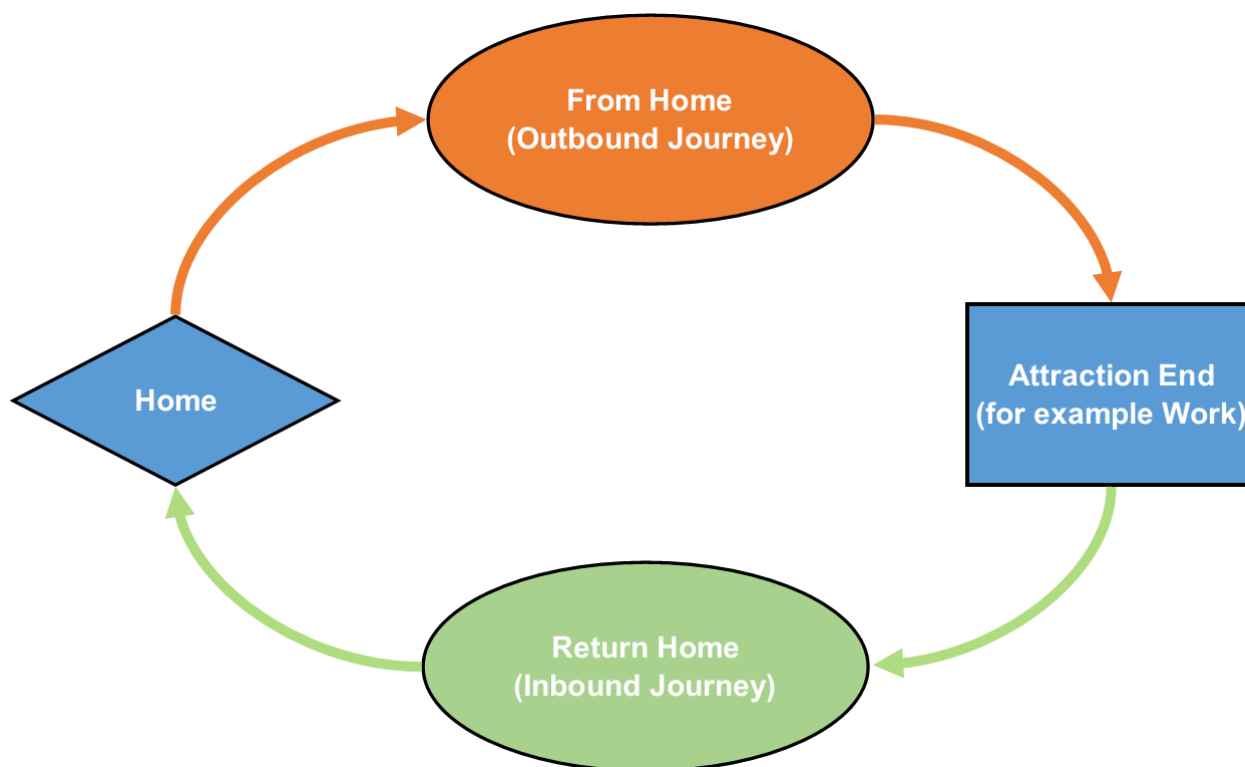 From Home
(Outbound Journey)
Home
Attraction End
(for example Work)
Return Home
(Inbound Journey)